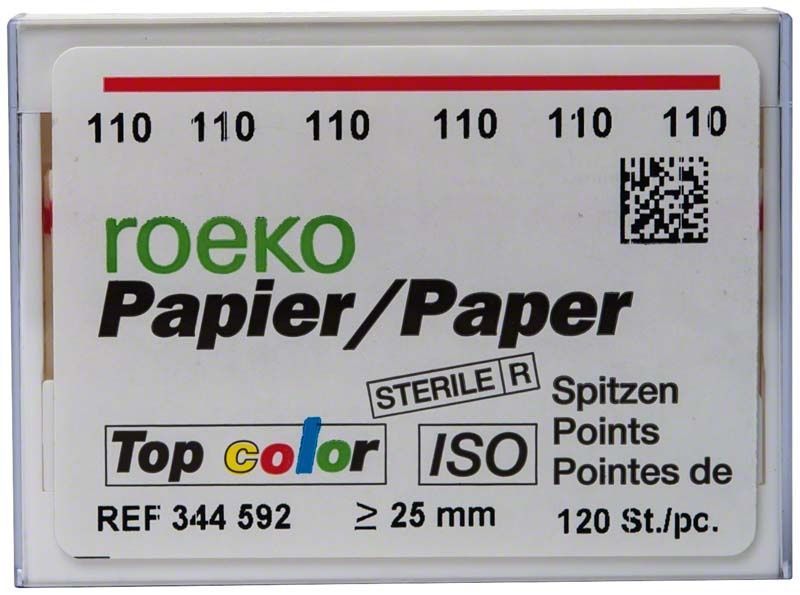 110 110 110 110 110 110
roeko
Papier/Paper
STERILE R
Spitzen
Top color ISO Points
Pointes de
REF 344 592 ≥ 25 mm 120 St./pc.